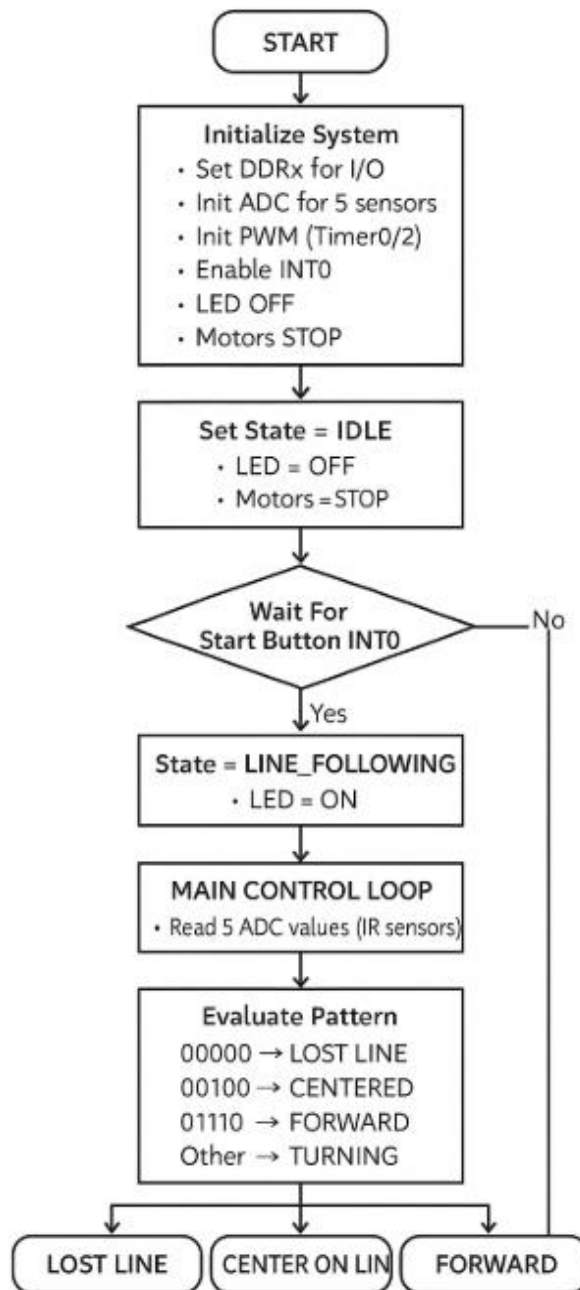 START
Initialize System
· Set DDRx for I/O
· Init ADC for 5 sensors
· Init PWM (Timer0/2)
· Enable INT0
· LED OFF
· Motors STOP
Set State = IDLE
· LED = OFF
· Motors = STOP
Wait For
Start Button INT0
No
Yes
State = LINE_FOLLOWING
· LED = ON
MAIN CONTROL LOOP
· Read 5 ADC values (IR sensors)
Evaluate Pattern
00000 → LOST LINE
00100 → CENTERED
01110 → FORWARD
Other → TURNING
LOST LINE
CENTER ON LIN
FORWARD